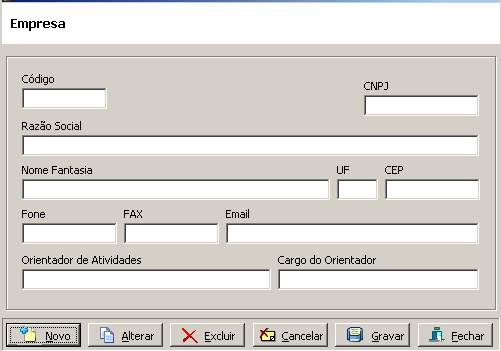 Empresa
Código
CNPJ
Razão Social
Nome Fantasia UF CEP
Fone FAX Email
Orientador de Atividades Cargo do Orientador
Novo Alterar Excluir Cancelar Gravar Fechar